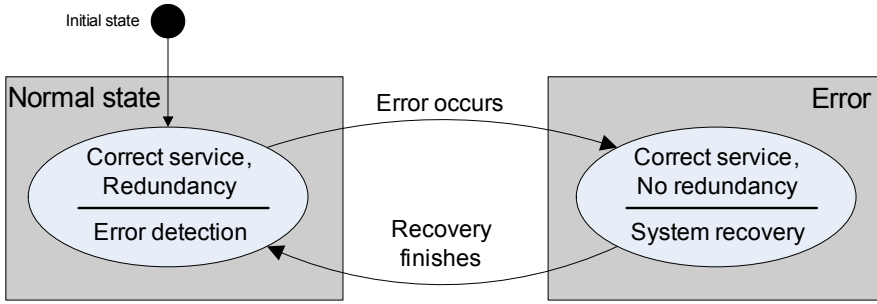 Initial state
Normal state
Error occurs
Error
Correct service,
Redundancy
Error detection
Correct service,
No redundancy
System recovery
Recovery
finishes